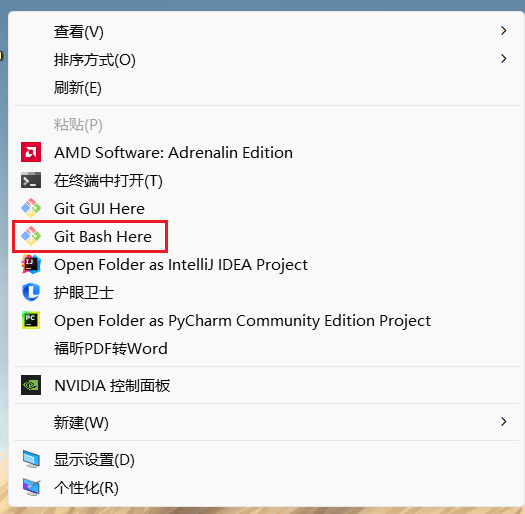 查看(V)
排序方式(O)
刷新(E)
粘贴(P)
AMD Software: Adrenalin Edition
在终端中打开(T)
Git GUI Here
Git Bash Here
Open Folder as IntelliJ IDEA Project
护眼卫士
Open Folder as PyCharm Community Edition Project
福昕PDF转Word
NVIDIA 控制面板
新建(W)
显示设置(D)
个性化(R)